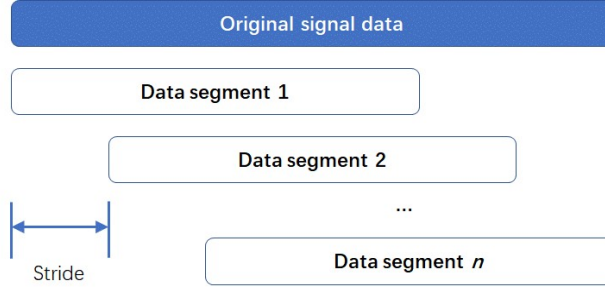 Original signal data
Data segment 1
Data segment 2
...
Stride
Data segment n